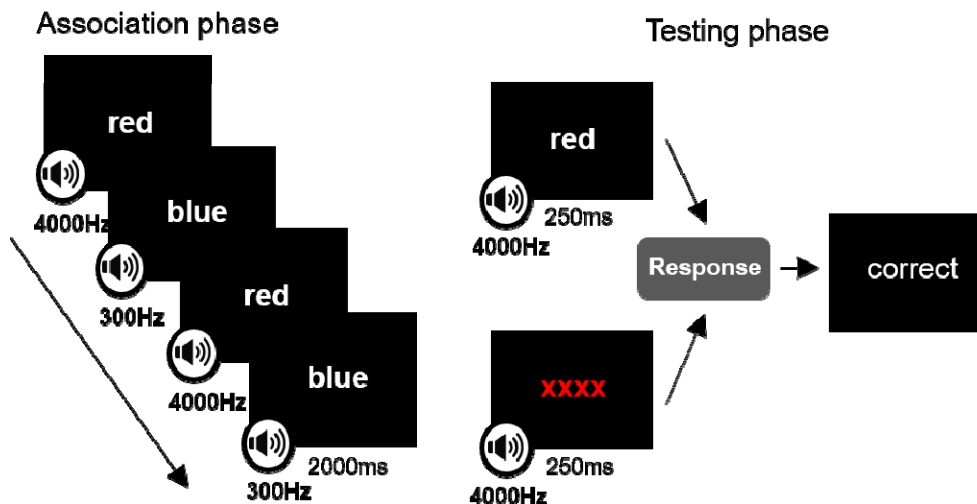 Association phase
red
4000Hz
blue
300Hz
red
4000Hz
blue
2000ms
300Hz
Testing phase
red
250ms
4000Hz
xxxx
250ms
4000Hz
Response
correct